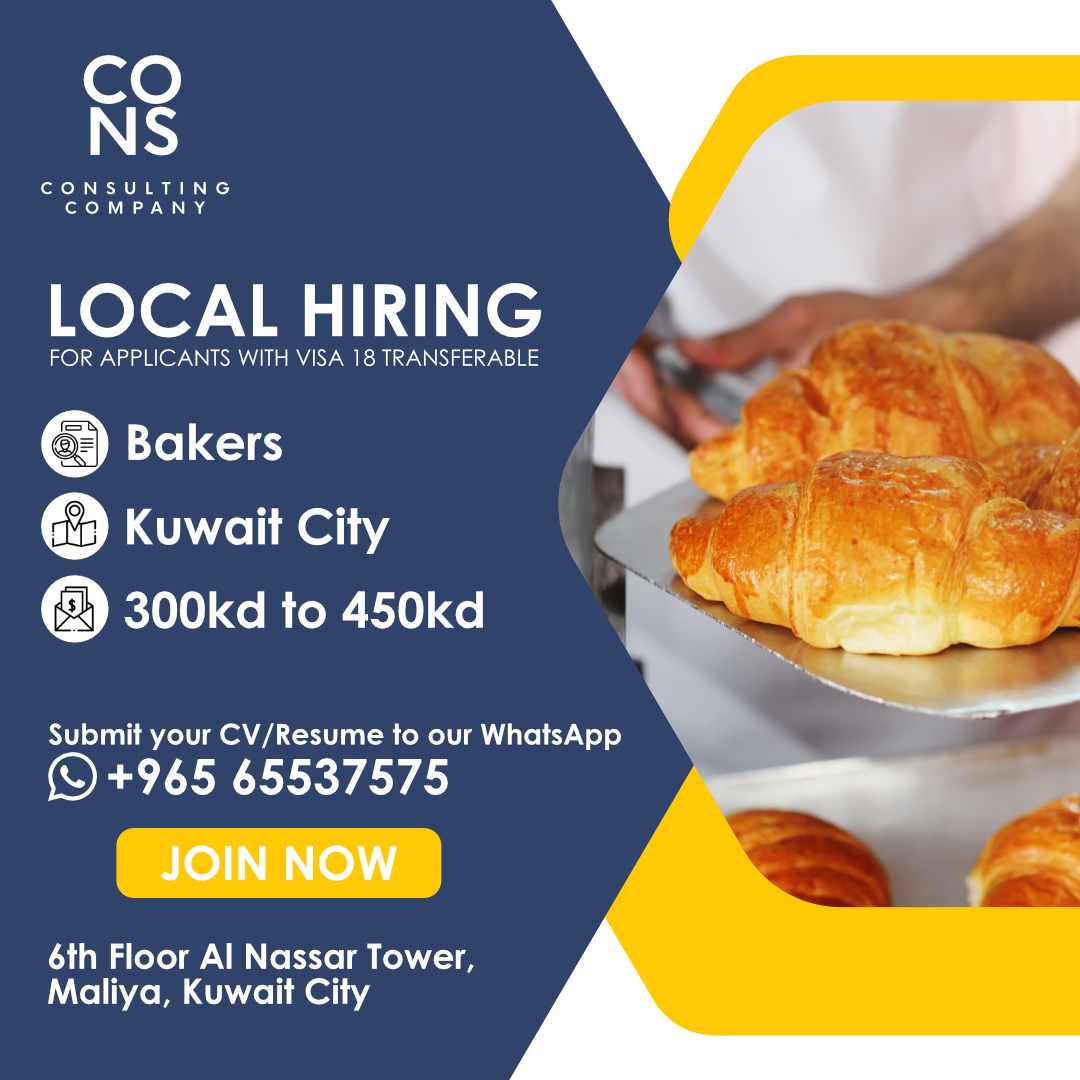 CO
NS
CONSULTING
COMPANY
LOCAL HIRING
FOR APPLICANTS WITH VISA 18 TRANSFERABLE
Bakers
Kuwait City
$
300kd to 450kd
Submit your CV/Resume to our WhatsApp
+965 65537575
JOIN NOW
6th Floor Al Nassar Tower,
Maliya, Kuwait City